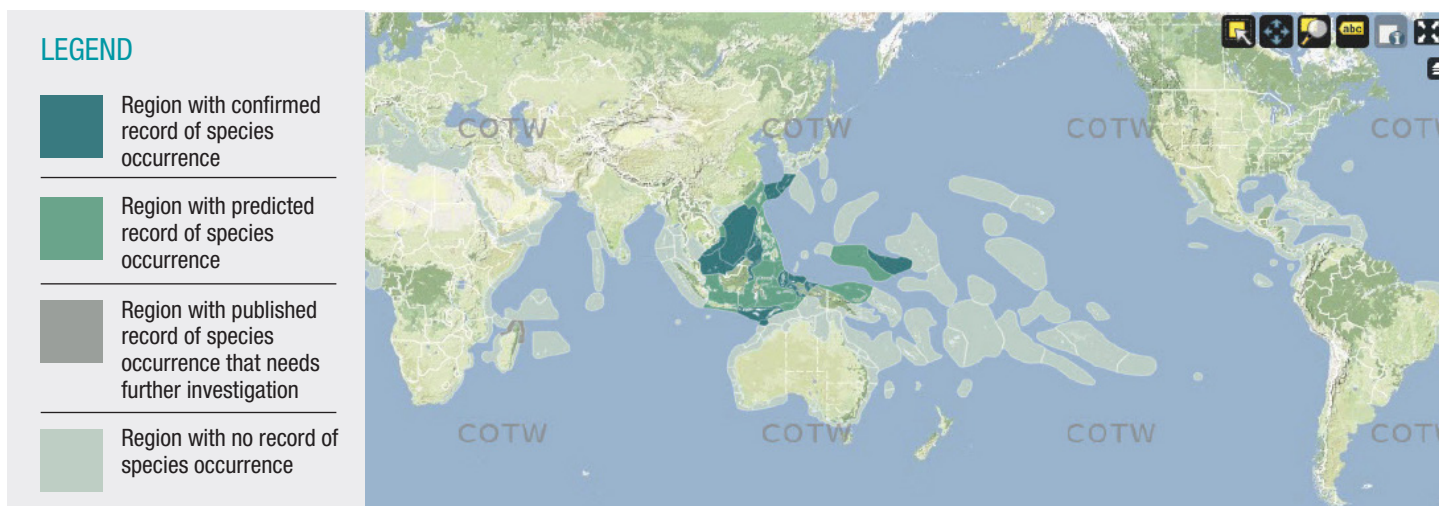 LEGEND
Region with confirmed
record of species
occurrence
Region with predicted
record of species
occurrence
Region with published
record of species
occurrence that needs
further investigation
Region with no record of
species occurrence
abc
i
COTW
COTW
COTW
COTW
COTW
COTW
COTW
COTW